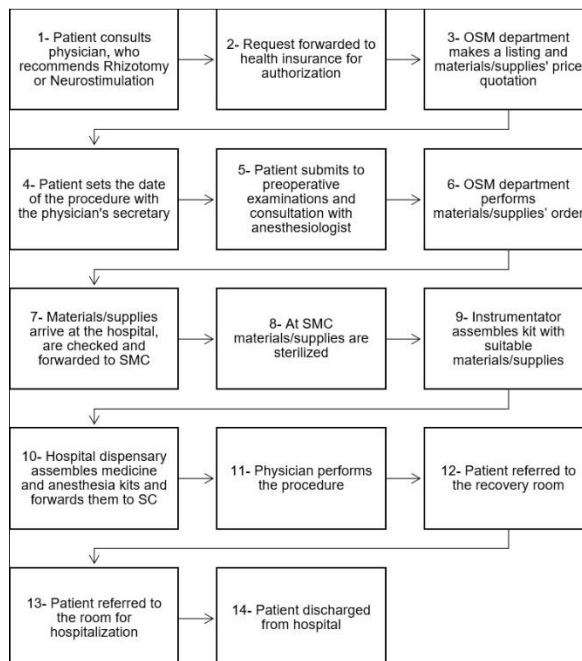 1- Patient consults
physician, who
recommends Rhizotomy
or Neurostimulation
2- Request forwarded to
health insurance for
authorization
3- OSM department
makes a listing and
materials/supplies' price
quotation
4- Patient sets the date
of the procedure with
the physician's secretary
5- Patient submits to
preoperative
examinations and
consultation with
anesthesiologist
6- OSM department
performs
materials/supplies' order
7- Materials/supplies
arrive at the hospital,
are checked and
forwarded to SMC
8- At SMC
materials/supplies are
sterilized
9- Instrumentator
assembles kit with
suitable
materials/supplies
10- Hospital dispensary
assembles medicine
and anesthesia kits and
forwards them to SC
11- Physician performs
the procedure
12- Patient referred to
the recovery room
13- Patient referred to
the room for
hospitalization
14- Patient discharged
from hospital